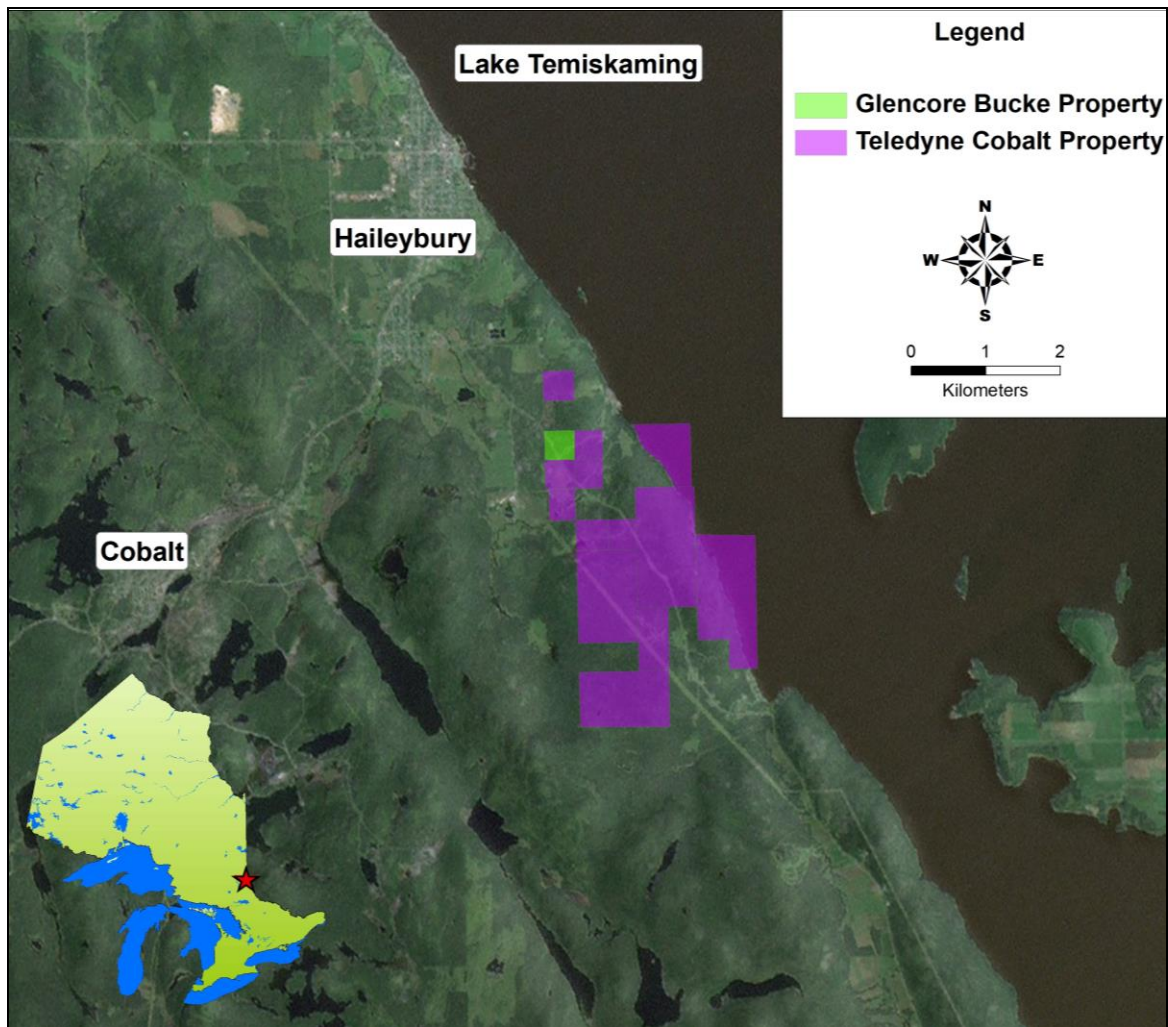 Lake Temiskaming
Legend
Glencore Bucke Property
Teledyne Cobalt Property
N
W E
S
0 1 2
Kilometers
Haileybury
Cobalt